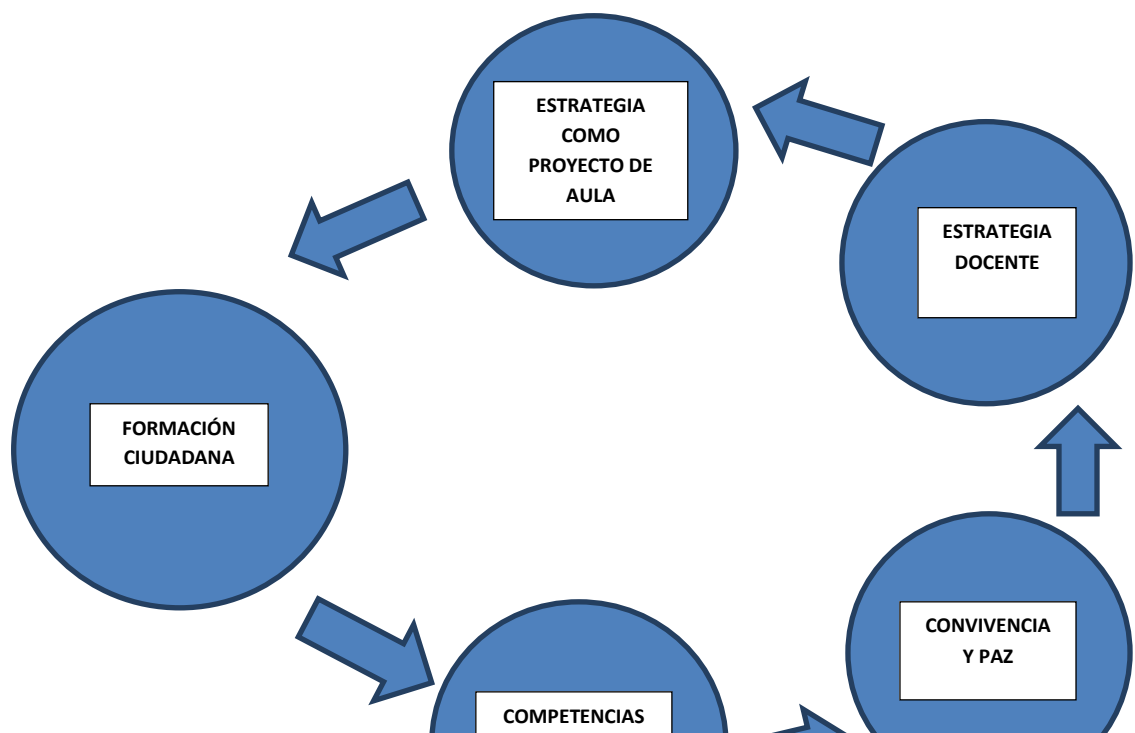 ESTRATEGIA
COMO
PROYECTO DE
AULA
ESTRATEGIA
DOCENTE
FORMACIÓN
CIUDADANA
CONVIVENCIA
Y PAZ
COMPETENCIAS